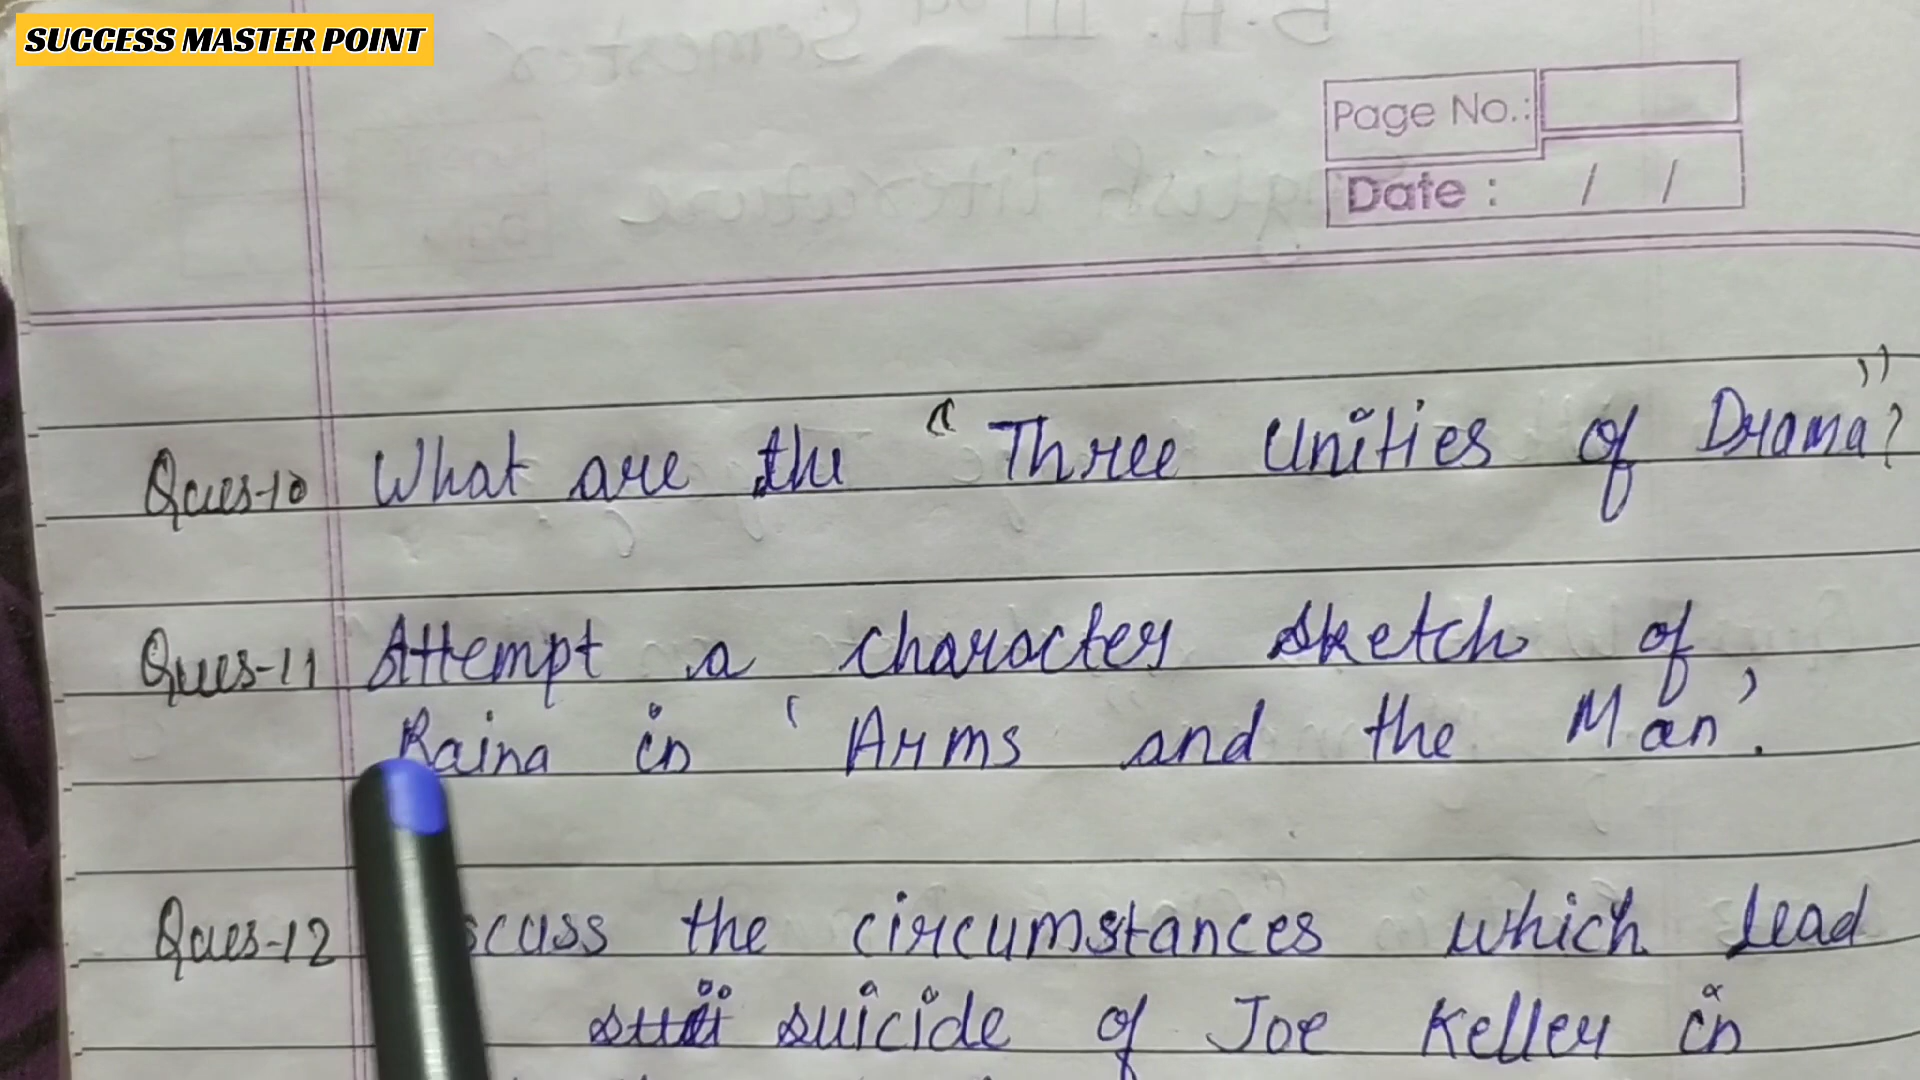 SUCCESS MASTER POINT
Page No.:
Date : / /
Ques-10 What are the "Three Unities of Drama"?
Ques-11 Attempt a character sketch of
Raina in 'Arms and the Man'.
Ques-12 scuss the circumstances which lead
suicide of Joe Keller in